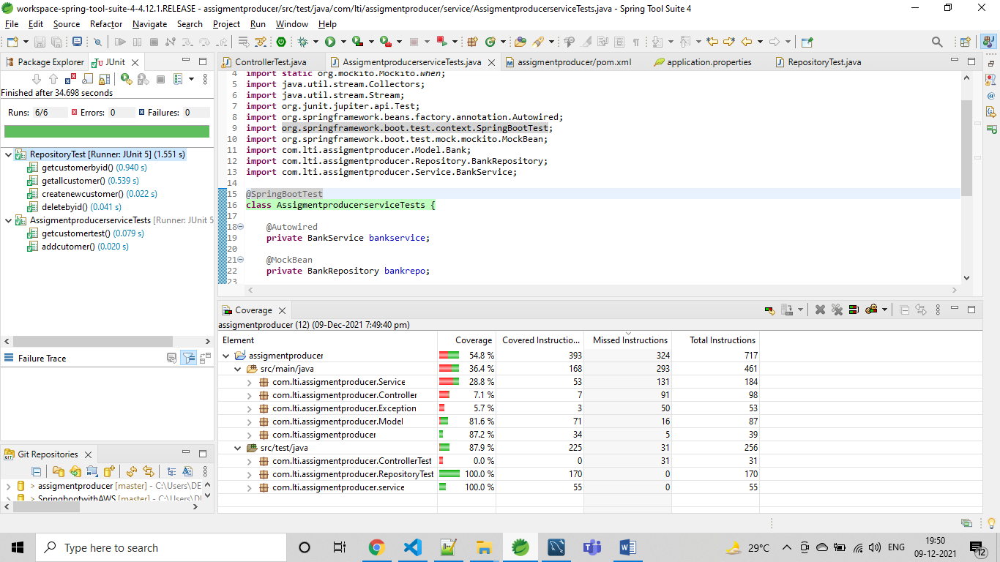 workspace-spring-tool-suite-4-4.12.1.RELEASE - assigmentproducer/src/test/java/com/lti/assigmentproducer/service/AssigmentproducerserviceTests.java - Spring Tool Suite 4
File Edit Source Refactor Navigate Search Project Run Window Help
Package Explorer JUnit
Finished after 34.698 seconds
Runs: 6/6 Errors: 0 Failures: 0
RepositoryTest [Runner: JUnit 5] (1.551 s)
getcustomerbyid() (0.940 s)
getallcustomer() (0.539 s)
createnewcustomer() (0.022 s)
deletebyid() (0.041 s)
AssigmentproducerserviceTests [Runner: JUnit 5
getcustomertest() (0.079 s)
addcutomer() (0.020 s)
Failure Trace
Git Repositories
> assigmentproducer [master] - C:\Users\DE
> SpringbootwithAWS [master] - C:\Users\DE
ControllerTest.java AssigmentproducerserviceTests.java assigmentproducer/pom.xml application.properties RepositoryTest.java
4 import static org.mockito.Mockito.when;
5 import java.util.stream.Collectors;
6 import java.util.stream.Stream;
7 import org.junit.jupiter.api.Test;
8 import org.springframework.beans.factory.annotation.Autowired;
9 import org.springframework.boot.test.context.SpringBootTest;
10 import org.springframework.boot.test.mock.mockito.MockBean;
11 import com.lti.assigmentproducer.Model.Bank;
12 import com.lti.assigmentproducer.Repository.BankRepository;
13 import com.lti.assigmentproducer.Service.BankService;
14
15 @SpringBootTest
16 class AssigmentproducerserviceTests {
17
18 @Autowired
19 private BankService bankservice;
20
21 @MockBean
22 private BankRepository bankrepo;
23
Coverage
assigmentproducer (12) (09-Dec-2021 7:49:40 pm)
Element Coverage Covered Instructio... Missed Instructions Total Instructions
assigmentproducer 54.8 % 393 324 717
src/main/java 36.4 % 168 293 461
com.lti.assigmentproducer.Service 28.8 % 53 131 184
com.lti.assigmentproducer.Controller 7.1 % 7 91 98
com.lti.assigmentproducer.Exception 5.7 % 3 50 53
com.lti.assigmentproducer.Model 81.6 % 71 16 87
com.lti.assigmentproducer 87.2 % 34 5 39
src/test/java 87.9 % 225 31 256
com.lti.assigmentproducer.ControllerTest 0.0 % 0 31 31
com.lti.assigmentproducer.RepositoryTest 100.0 % 170 0 170
com.lti.assigmentproducer.service 100.0 % 55 0 55
Type here to search
29°C ENG 19:50
09-12-2021
12